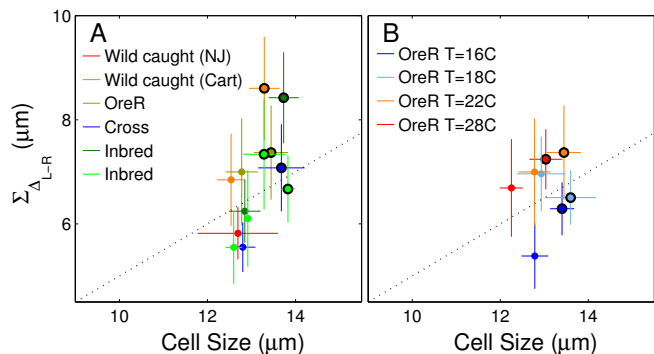 A
Wild caught (NJ)
Wild caught (Cart)
OreR
Cross
Inbred
Inbred
B
OreR T=16C
OreR T=18C
OreR T=22C
OreR T=28C
10
8
6
Σ_Δ_L−R (μm)
10 12 14
Cell Size (μm)
10 12 14
Cell Size (μm)